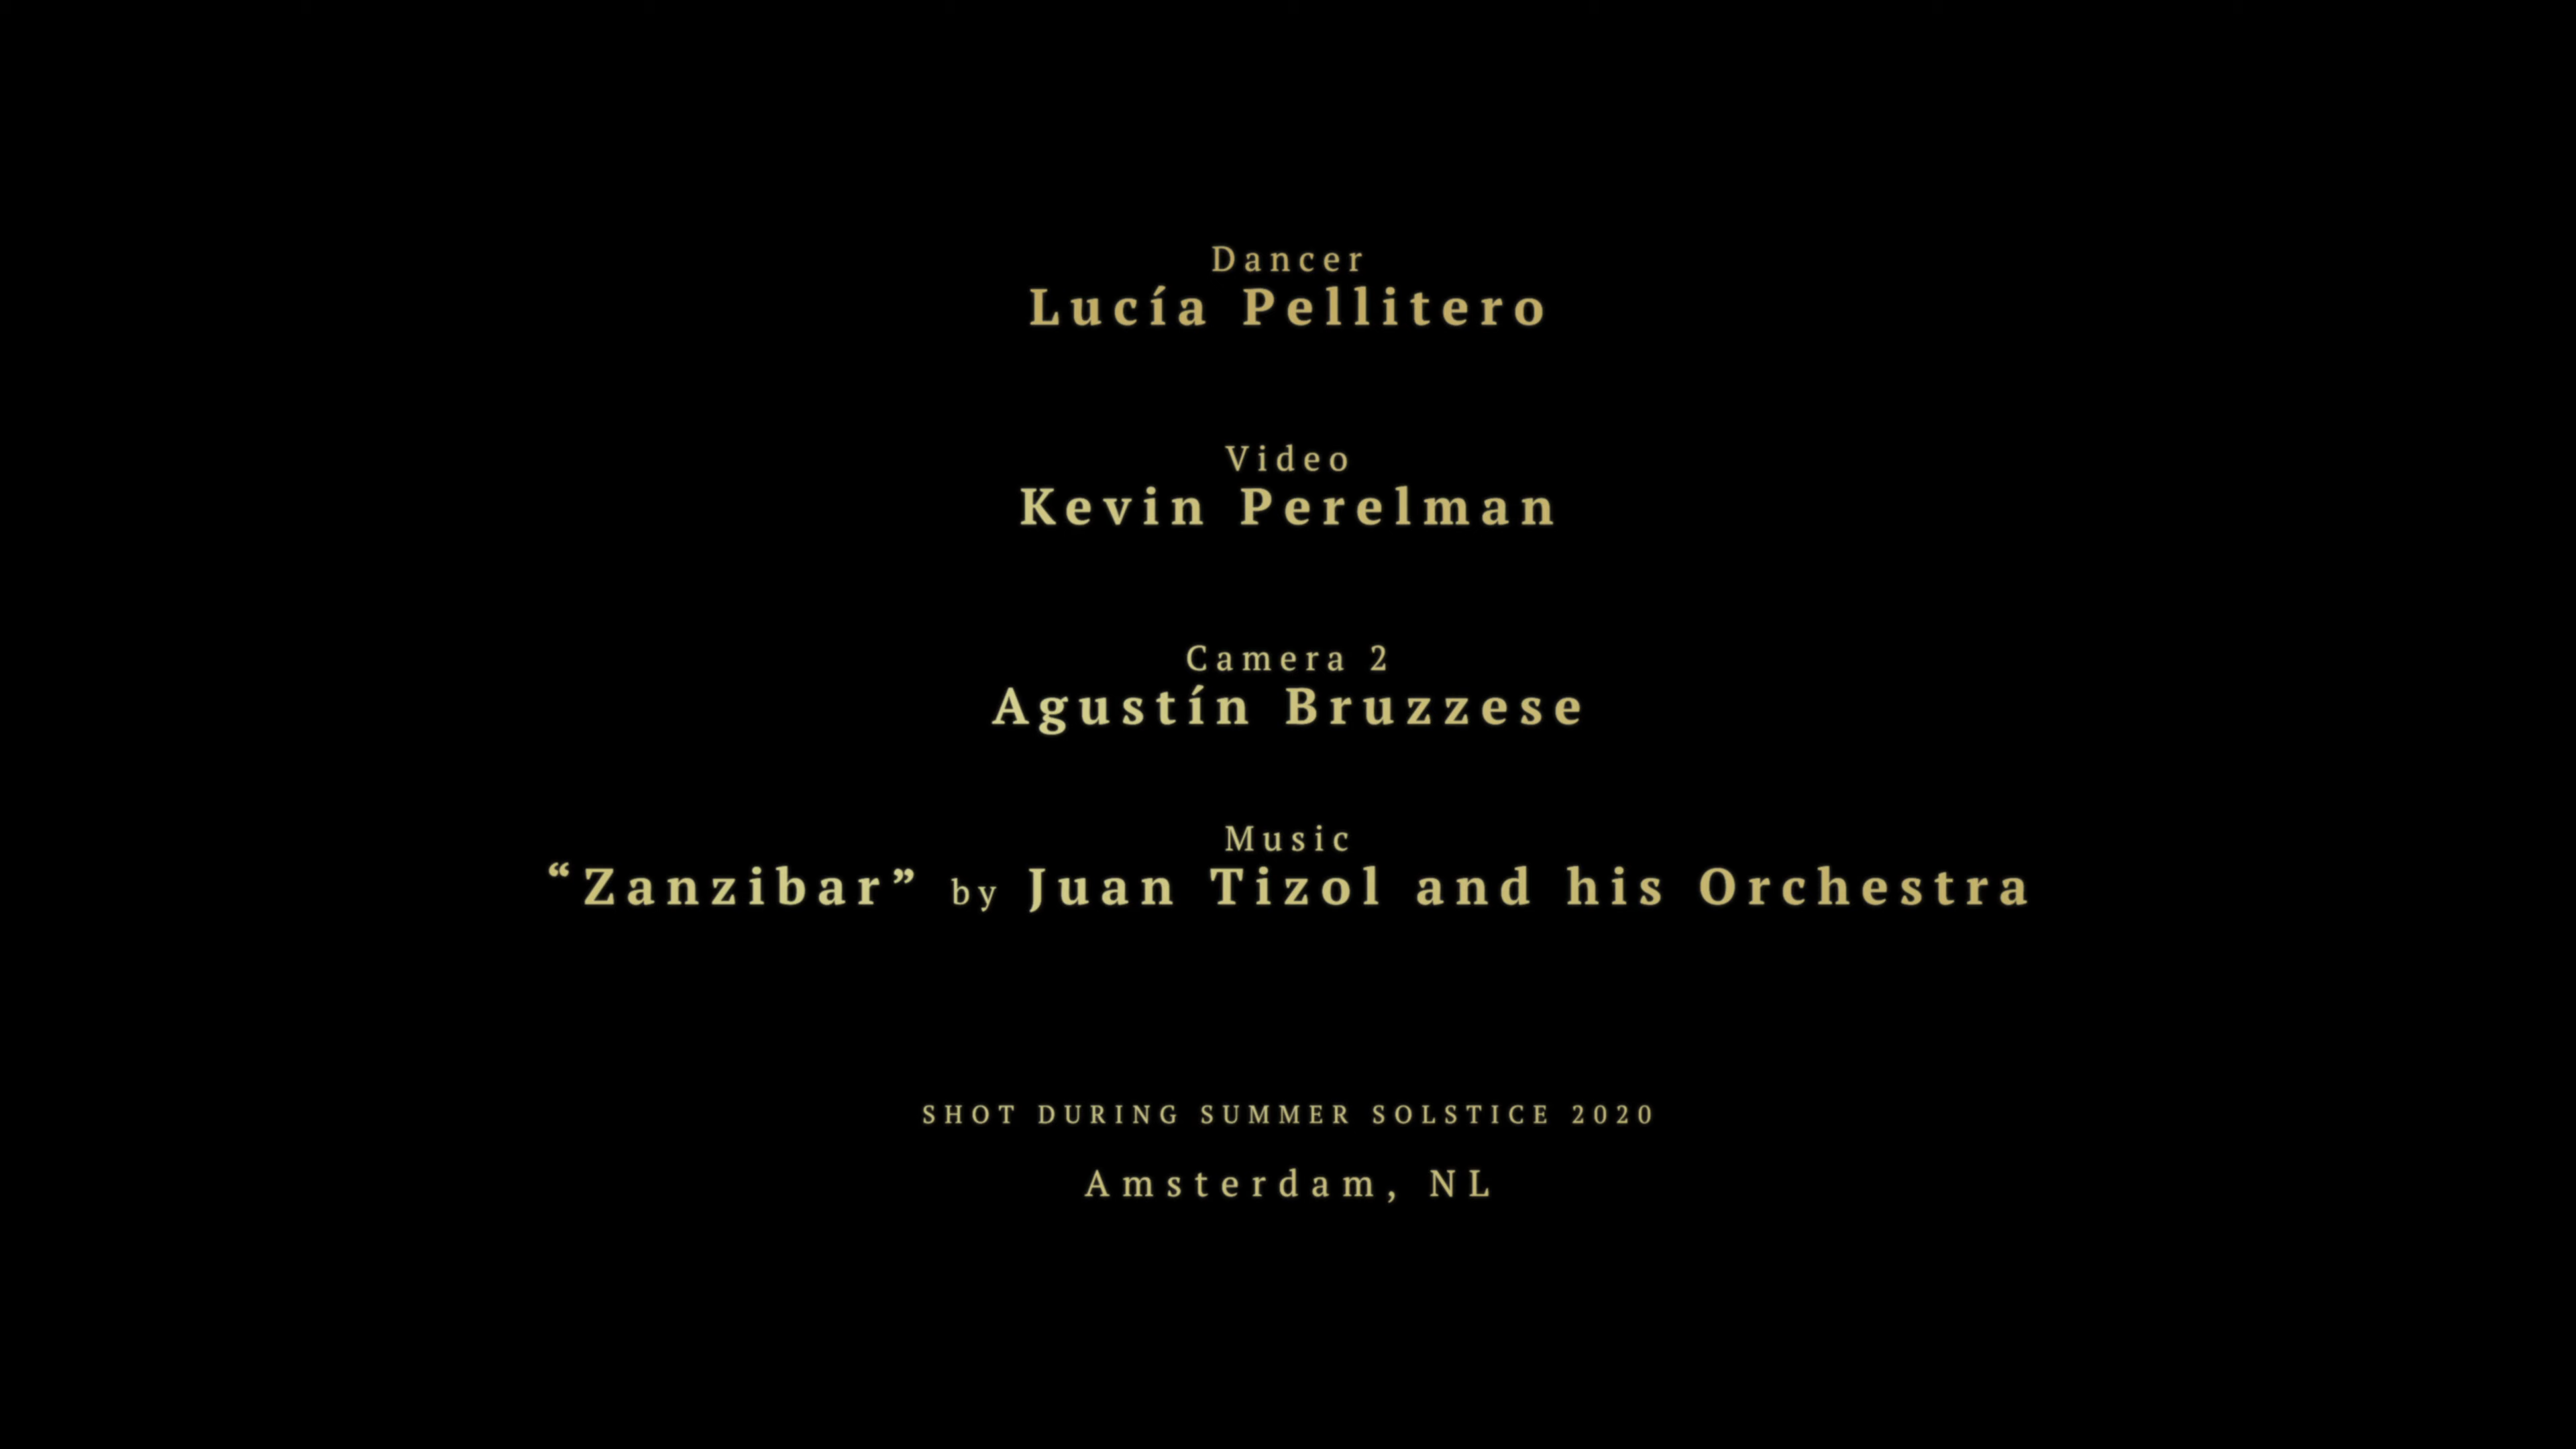 Dancer
Lucía Pellitero
Video
Kevin Perelman
Camera 2
Agustín Bruzzese
Music
“Zanzibar” by Juan Tizol and his Orchestra
SHOT DURING SUMMER SOLSTICE 2020
Amsterdam, NL